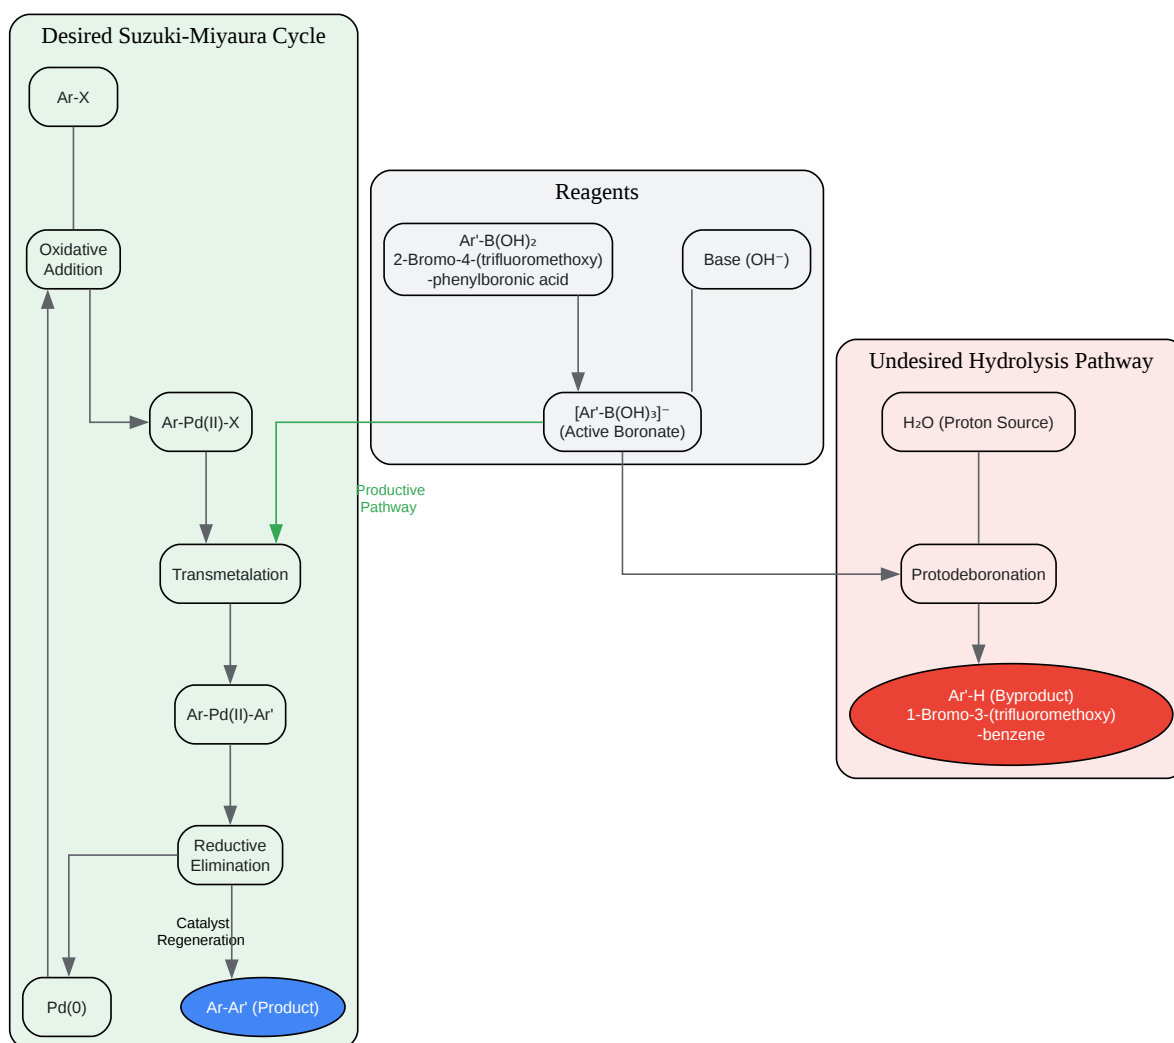 Desired Suzuki-Miyaura Cycle
Ar-X
Oxidative
Addition
Ar-Pd(II)-X
Transmetalation
Ar-Pd(II)-Ar'
Reductive
Elimination
Catalyst
Regeneration
Pd(0)
Ar-Ar' (Product)
Productive
Pathway
Reagents
Ar'-B(OH)₂
2-Bromo-4-(trifluoromethoxy)
-phenylboronic acid
Base (OH⁻)
[Ar'-B(OH)₃]⁻
(Active Boronate)
Undesired Hydrolysis Pathway
H₂O (Proton Source)
Protodeboronation
Ar'-H (Byproduct)
1-Bromo-3-(trifluoromethoxy)
-benzene